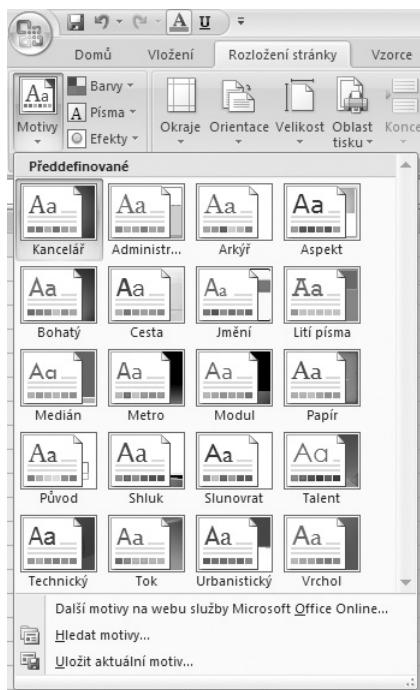 A U
Domů Vložení Rozložení stránky Vzorce
Aa Motivy
Barvy
A Písma
Efekty
Okraje Orientace Velikost Oblast tisku Konce
Předdefinované
Aa Aa Aa Aa
Kancelář Administr... Arkýř Aspekt
Aa Aa Aa Aa
Bohatý Cesta Jmění Lití písma
Aa Aa Aa Aa
Medián Metro Modul Papír
Aa Aa Aa Aa
Původ Shluk Slunovrat Talent
Aa Aa Aa Aa
Technický Tok Urbanistický Vrchol
Další motivy na webu služby Microsoft Office Online...
Hledat motivy...
Uložit aktuální motiv...